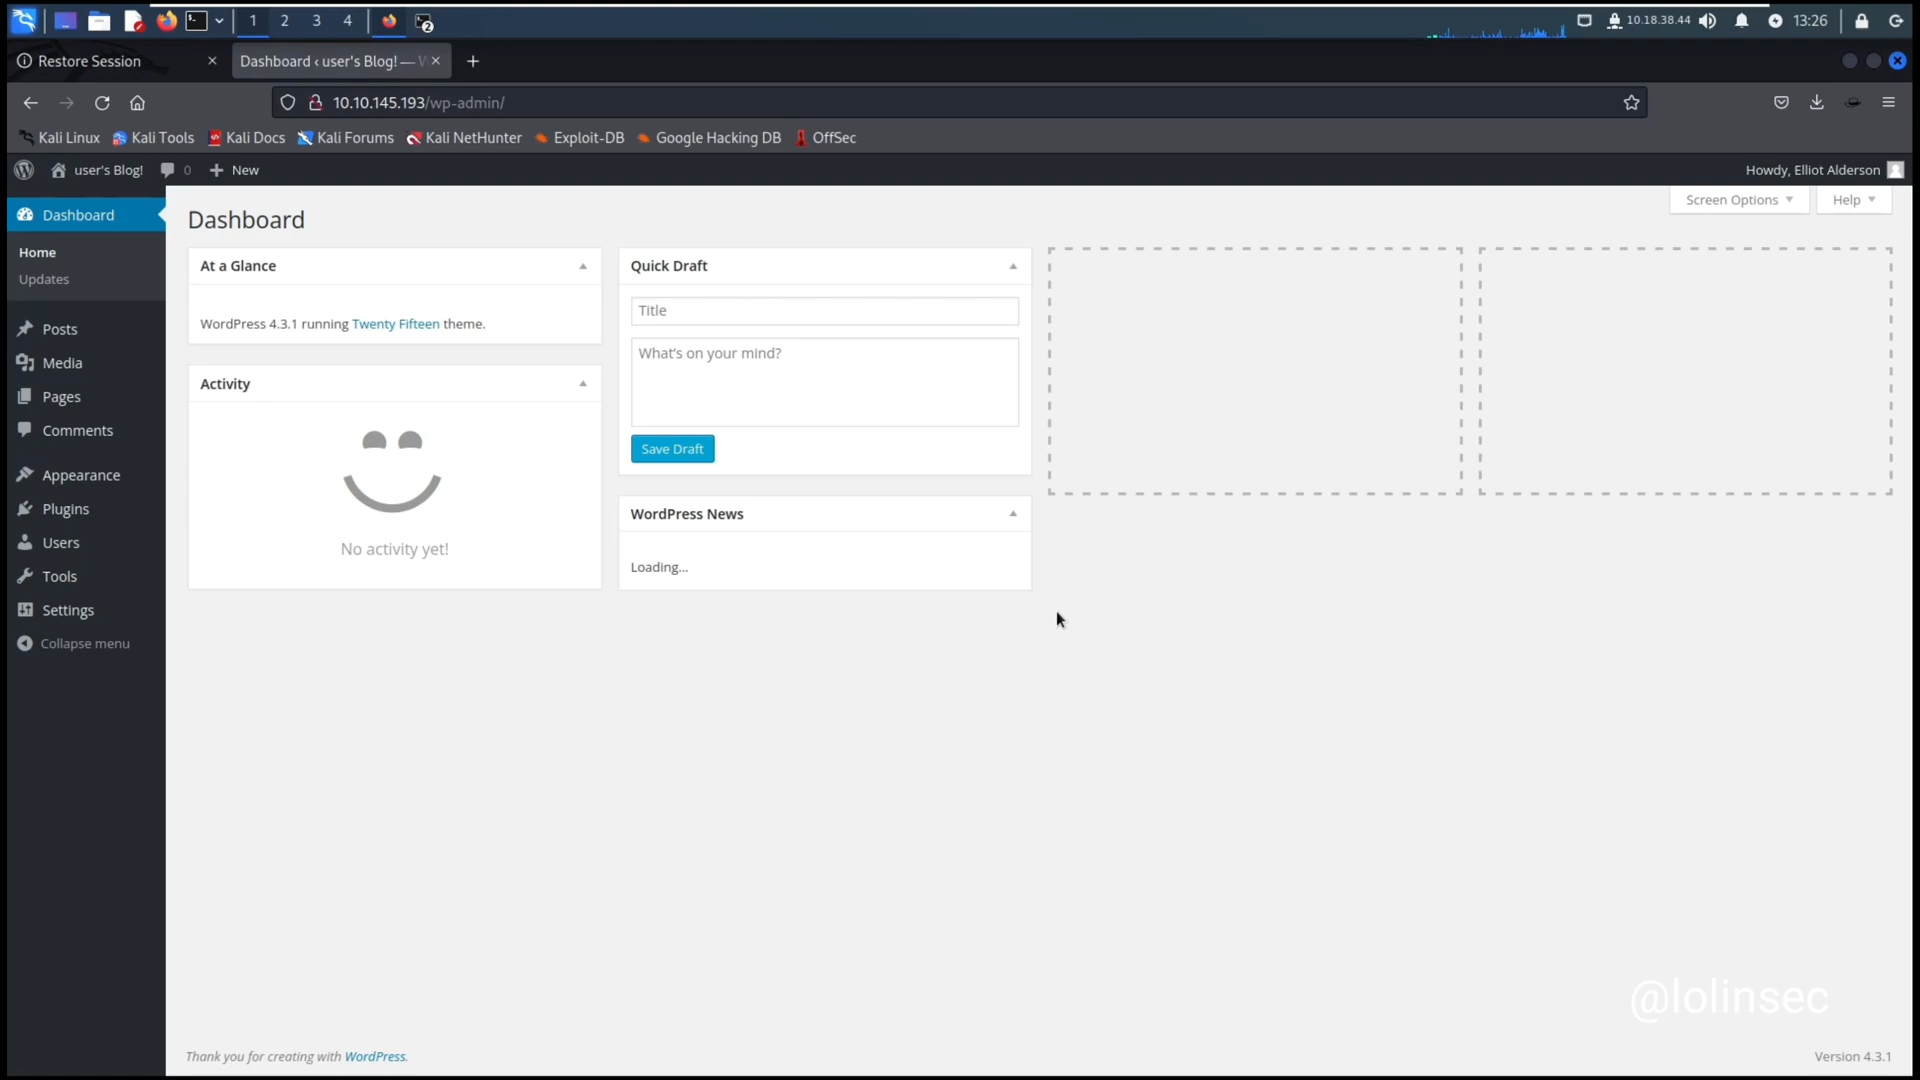 1 2 3 4 2 10.18.38.44 13:26
Restore Session Dashboard ‹ user's Blog! — W
10.10.145.193/wp-admin/
Kali Linux Kali Tools Kali Docs Kali Forums Kali NetHunter Exploit-DB Google Hacking DB OffSec
user's Blog! 0 New Howdy, Elliot Alderson
Screen Options Help
Dashboard
Home
Updates
Posts
Media
Pages
Comments
Appearance
Plugins
Users
Tools
Settings
Collapse menu
Dashboard
At a Glance
WordPress 4.3.1 running Twenty Fifteen theme.
Activity
No activity yet!
Quick Draft
Title
What's on your mind?
Save Draft
WordPress News
Loading...
@lolinsec
Thank you for creating with WordPress. Version 4.3.1